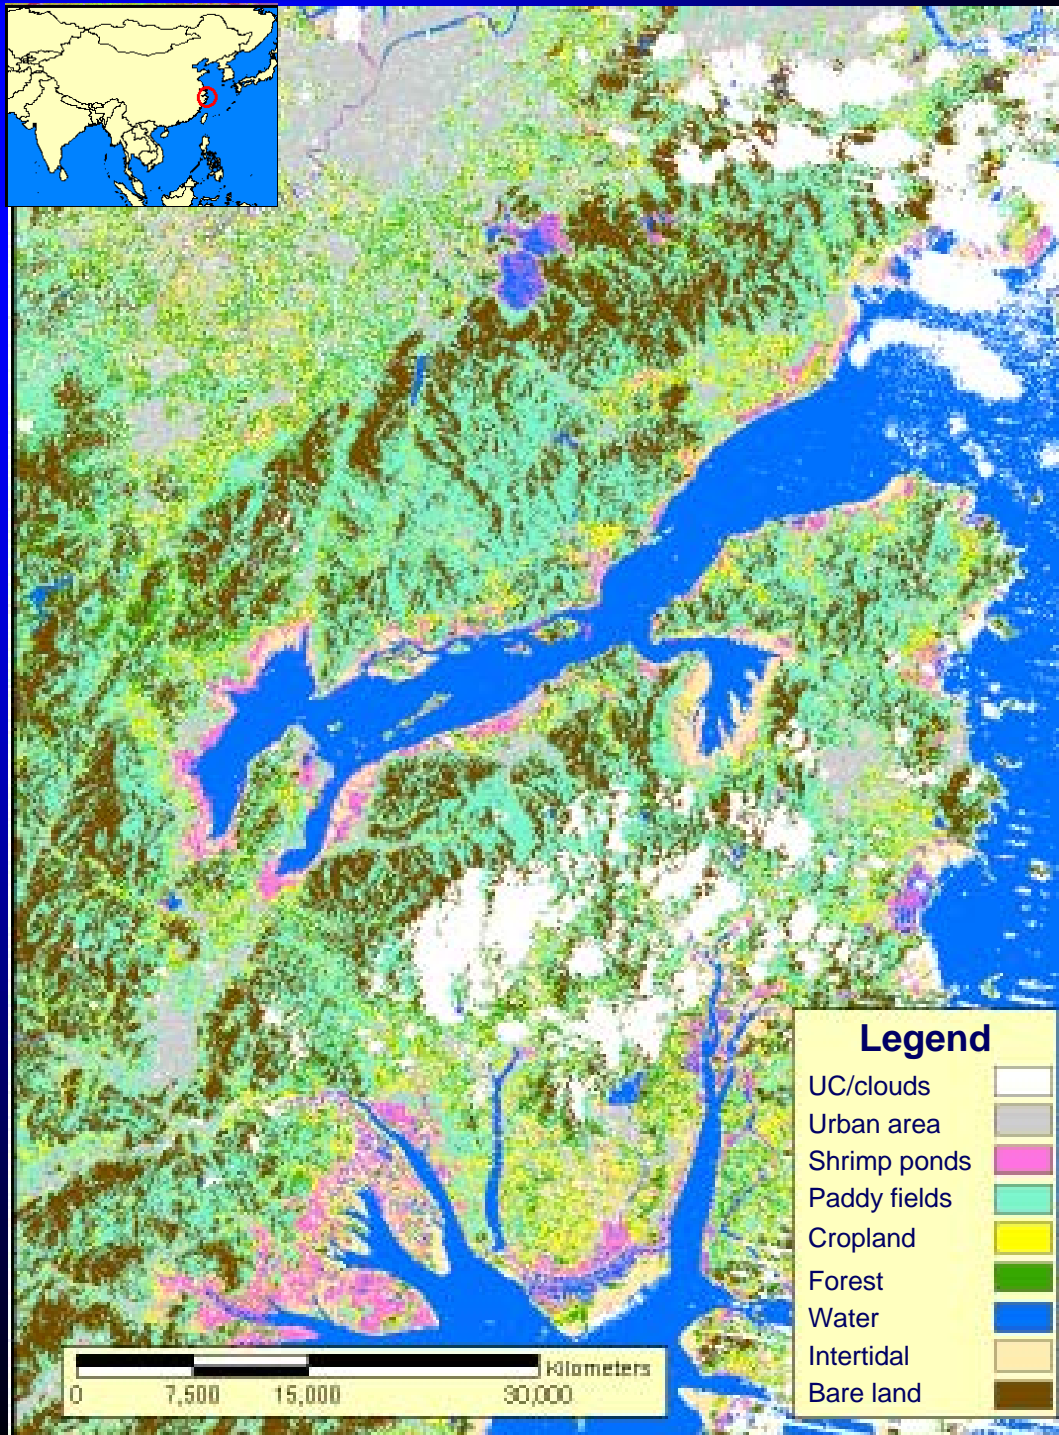 Legend
UC/clouds
Urban area
Shrimp ponds
Paddy fields
Cropland
Forest
Water
Intertidal
Bare land
Kilometers
0 7,500 15,000 30,000